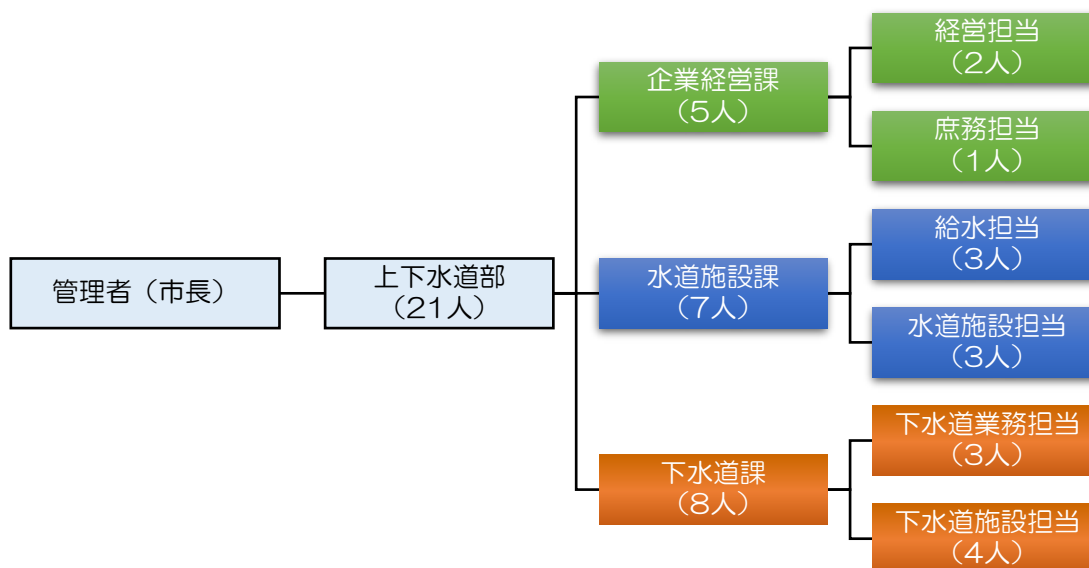 管理者（市長）
上下水道部
（21人）
企業経営課
（5人）
経営担当
（2人）
庶務担当
（1人）
水道施設課
（7人）
給水担当
（3人）
水道施設担当
（3人）
下水道課
（8人）
下水道業務担当
（3人）
下水道施設担当
（4人）